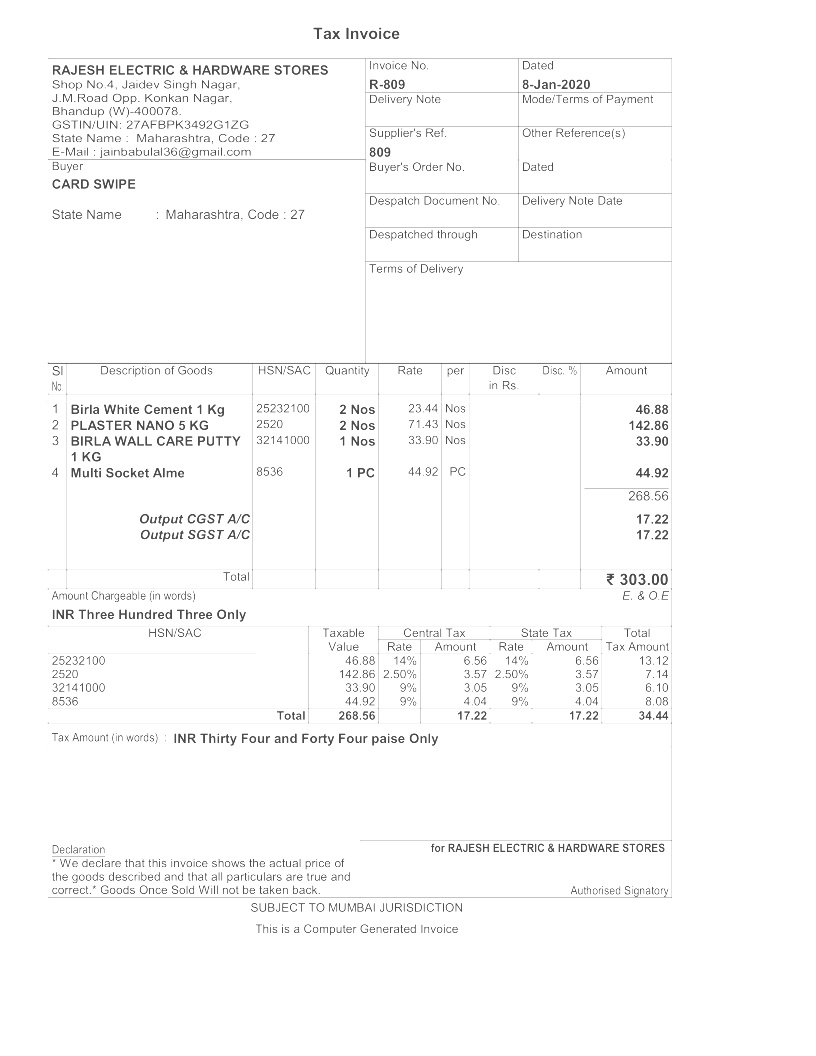 Tax Invoice
RAJESH ELECTRIC & HARDWARE STORES
Shop No.4, Jaidev Singh Nagar,
J.M.Road Opp. Konkan Nagar,
Bhandup (W)-400078.
GSTIN/UIN: 27AFBPK3492G1ZG
State Name : Maharashtra, Code : 27
E-Mail : jainbabulal36@gmail.com
Invoice No. Dated
R-809 8-Jan-2020
Delivery Note Mode/Terms of Payment
Supplier's Ref. Other Reference(s)
809
Buyer
CARD SWIPE
State Name : Maharashtra, Code : 27
Buyer's Order No. Dated
Despatch Document No. Delivery Note Date
Despatched through Destination
Terms of Delivery
Sl Description of Goods HSN/SAC Quantity Rate per Disc Disc. % Amount
No. in Rs.
1 Birla White Cement 1 Kg 25232100 2 Nos 23.44 Nos 46.88
2 PLASTER NANO 5 KG 2520 2 Nos 71.43 Nos 142.86
3 BIRLA WALL CARE PUTTY 32141000 1 Nos 33.90 Nos 33.90
1 KG
4 Multi Socket Alme 8536 1 PC 44.92 PC 44.92
268.56
Output CGST A/C 17.22
Output SGST A/C 17.22
Total ₹ 303.00
Amount Chargeable (in words) E. & O.E
INR Three Hundred Three Only
HSN/SAC Taxable Central Tax State Tax Total
Value Rate Amount Rate Amount Tax Amount
25232100 46.88 14% 6.56 14% 6.56 13.12
2520 142.86 2.50% 3.57 2.50% 3.57 7.14
32141000 33.90 9% 3.05 9% 3.05 6.10
8536 44.92 9% 4.04 9% 4.04 8.08
Total 268.56 17.22 17.22 34.44
Tax Amount (in words) : INR Thirty Four and Forty Four paise Only
Declaration
* We declare that this invoice shows the actual price of
the goods described and that all particulars are true and
correct.* Goods Once Sold Will not be taken back.
for RAJESH ELECTRIC & HARDWARE STORES
Authorised Signatory
SUBJECT TO MUMBAI JURISDICTION
This is a Computer Generated Invoice